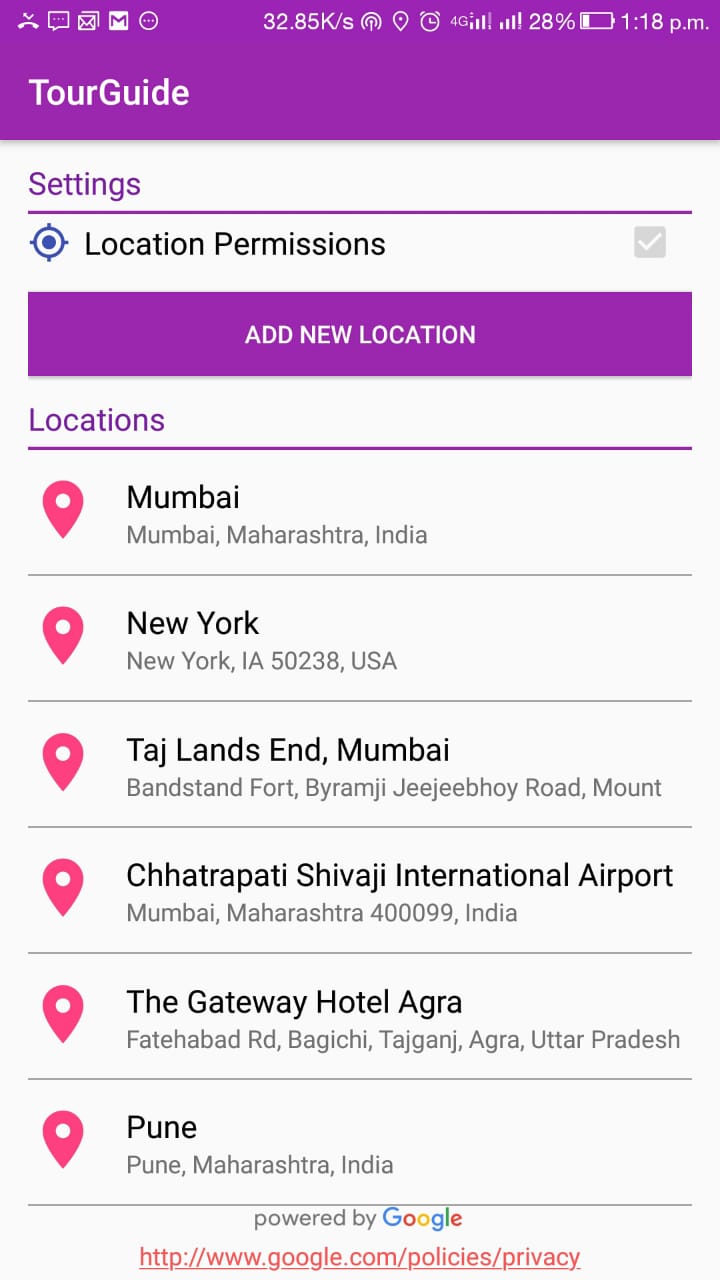 32.85K/s 4G 28% 1:18 p.m.
TourGuide
Settings
Location Permissions
ADD NEW LOCATION
Locations
Mumbai
Mumbai, Maharashtra, India
New York
New York, IA 50238, USA
Taj Lands End, Mumbai
Bandstand Fort, Byramji Jeejeebhoy Road, Mount
Chhatrapati Shivaji International Airport
Mumbai, Maharashtra 400099, India
The Gateway Hotel Agra
Fatehabad Rd, Bagichi, Tajganj, Agra, Uttar Pradesh
Pune
Pune, Maharashtra, India
powered by Google
http://www.google.com/policies/privacy